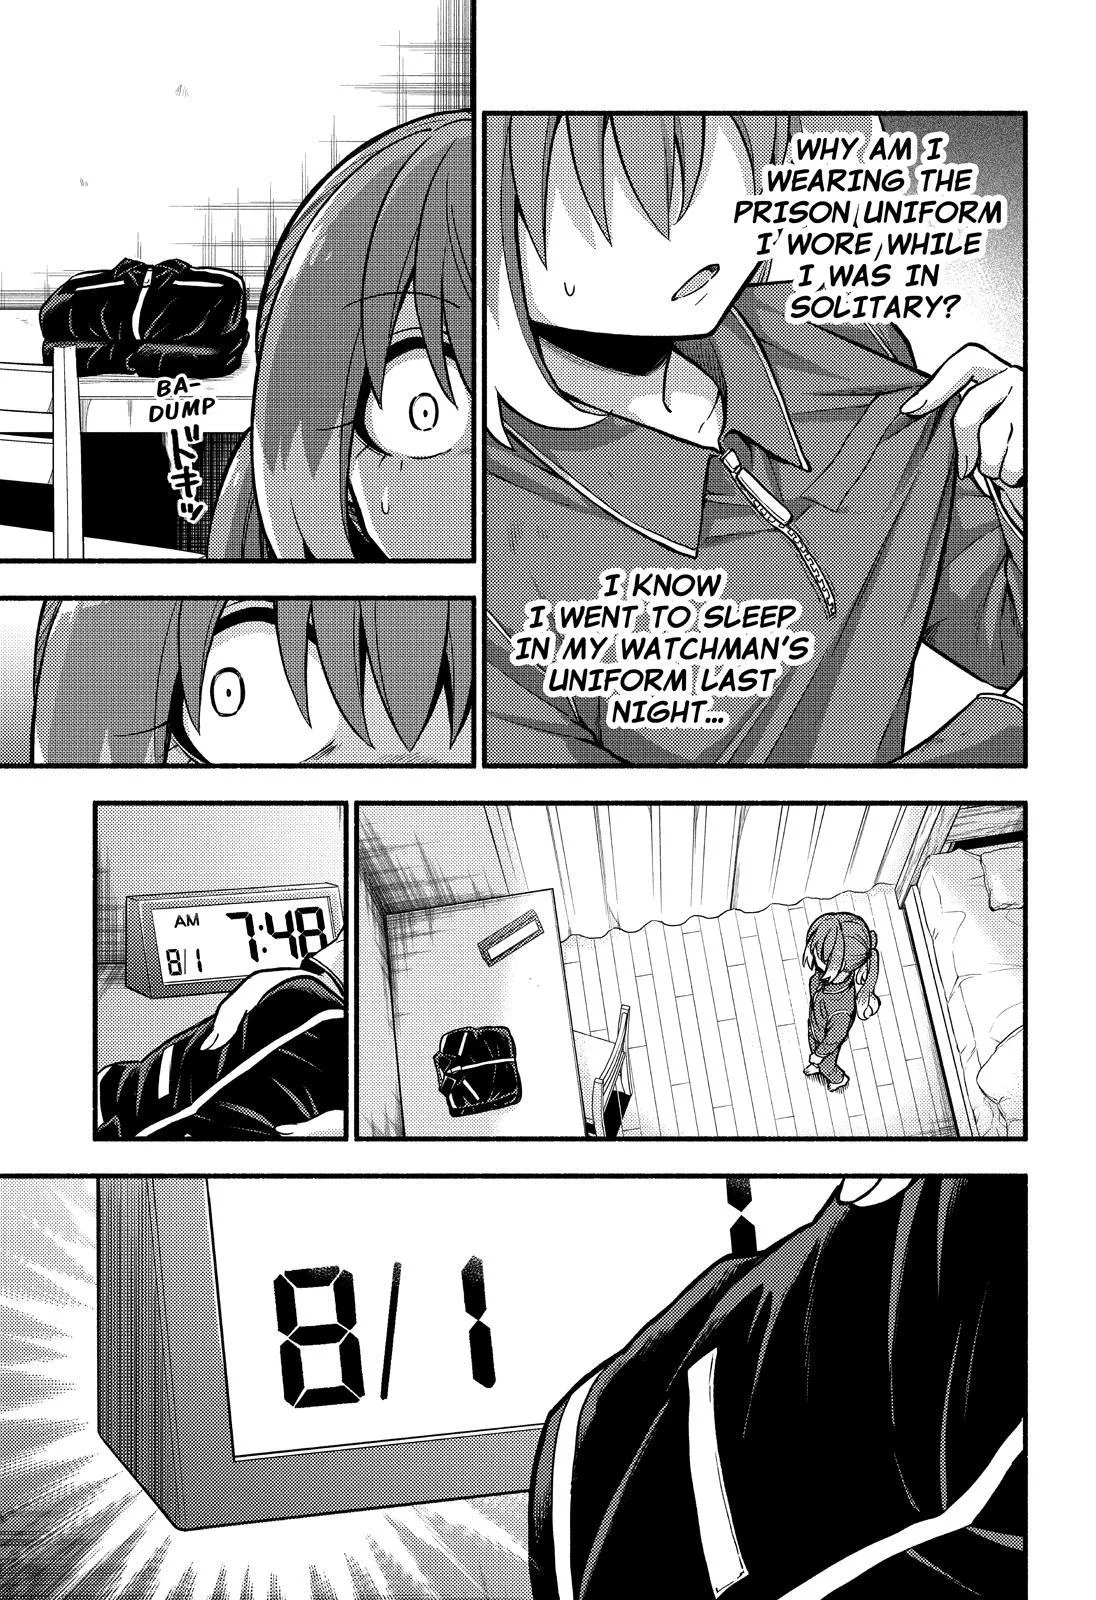 WHY AM I
WEARING THE
PRISON UNIFORM
I WORE WHILE
I WAS IN
SOLITARY?
I KNOW
I WENT TO SLEEP
IN MY WATCHMAN'S
UNIFORM LAST
NIGHT...
BA-
DUMP
ドキッ
AM 7:48
8/1
8/1